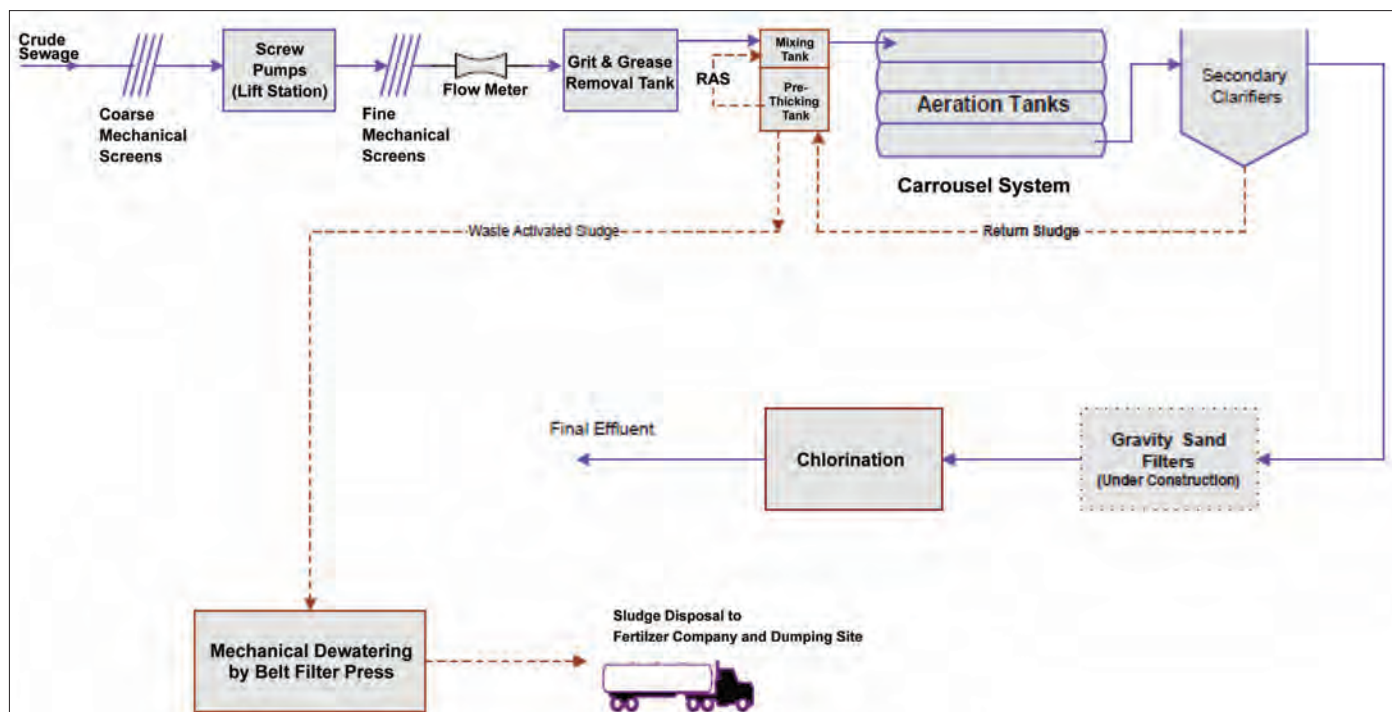 Crude
Sewage
Coarse
Mechanical
Screens
Screw
Pumps
(Lift Station)
Fine
Mechanical
Screens
Flow Meter
Grit & Grease
Removal Tank
RAS
Mixing
Tank
Pre-
Thicking
Tank
Aeration Tanks
Carrousel System
Secondary
Clarifiers
Waste Activated Sludge
Return Sludge
Final Effluent
Chlorination
Gravity Sand
Filters
(Under Construction)
Mechanical Dewatering
by Belt Filter Press
Sludge Disposal to
Fertilzer Company and Dumping Site